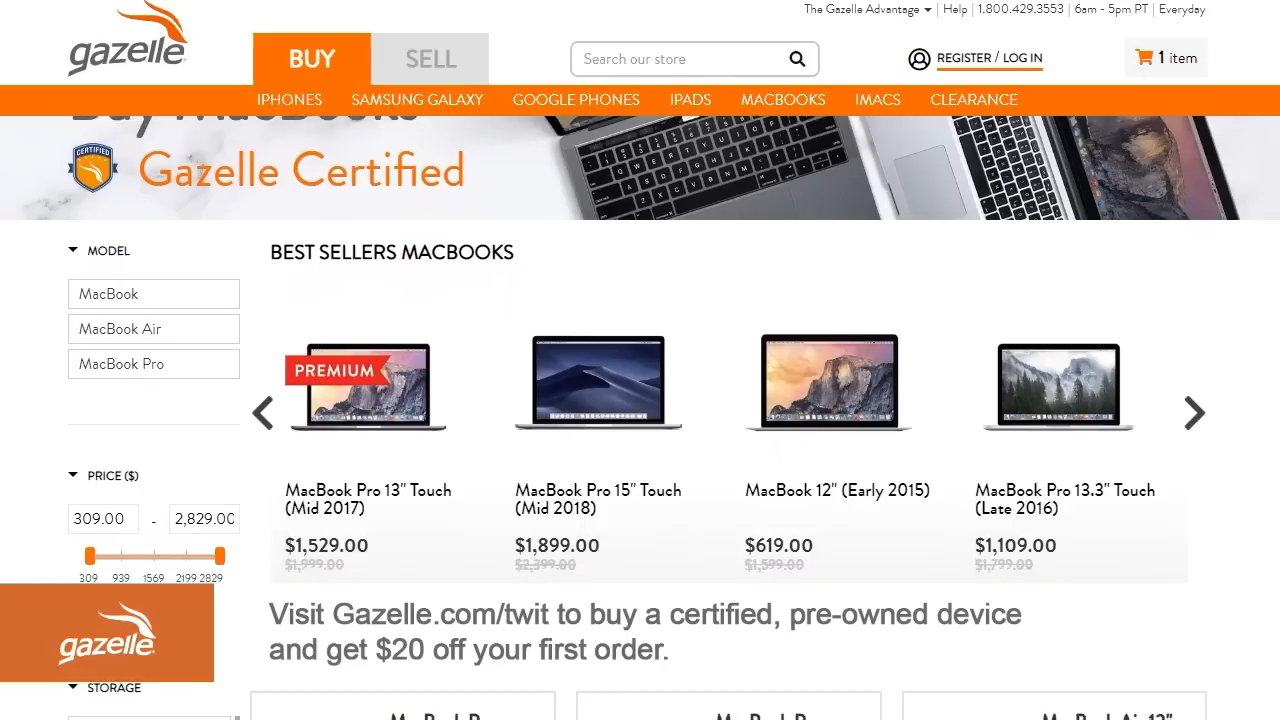 The Gazelle Advantage | Help | 1.800.429.3553 | 6am - 5pm PT | Everyday
gazelle
BUY
SELL
Search our store
REGISTER / LOG IN
1 item
IPHONES SAMSUNG GALAXY GOOGLE PHONES IPADS MACBOOKS IMACS CLEARANCE
Buy MacBooks
CERTIFIED
Gazelle Certified
MODEL
MacBook
MacBook Air
MacBook Pro
PRICE ($)
309.00 - 2,829.00
309 939 1569 2199 2829
BEST SELLERS MACBOOKS
PREMIUM
MacBook Pro 13" Touch
(Mid 2017)
$1,529.00
$1,999.00
MacBook Pro 15" Touch
(Mid 2018)
$1,899.00
$2,399.00
MacBook 12" (Early 2015)
$619.00
$1,599.00
MacBook Pro 13.3" Touch
(Late 2016)
$1,109.00
$1,799.00
gazelle
Visit Gazelle.com/twit to buy a certified, pre-owned device
and get $20 off your first order.
STORAGE
MacBook
MacBook
MacBook Air 13"